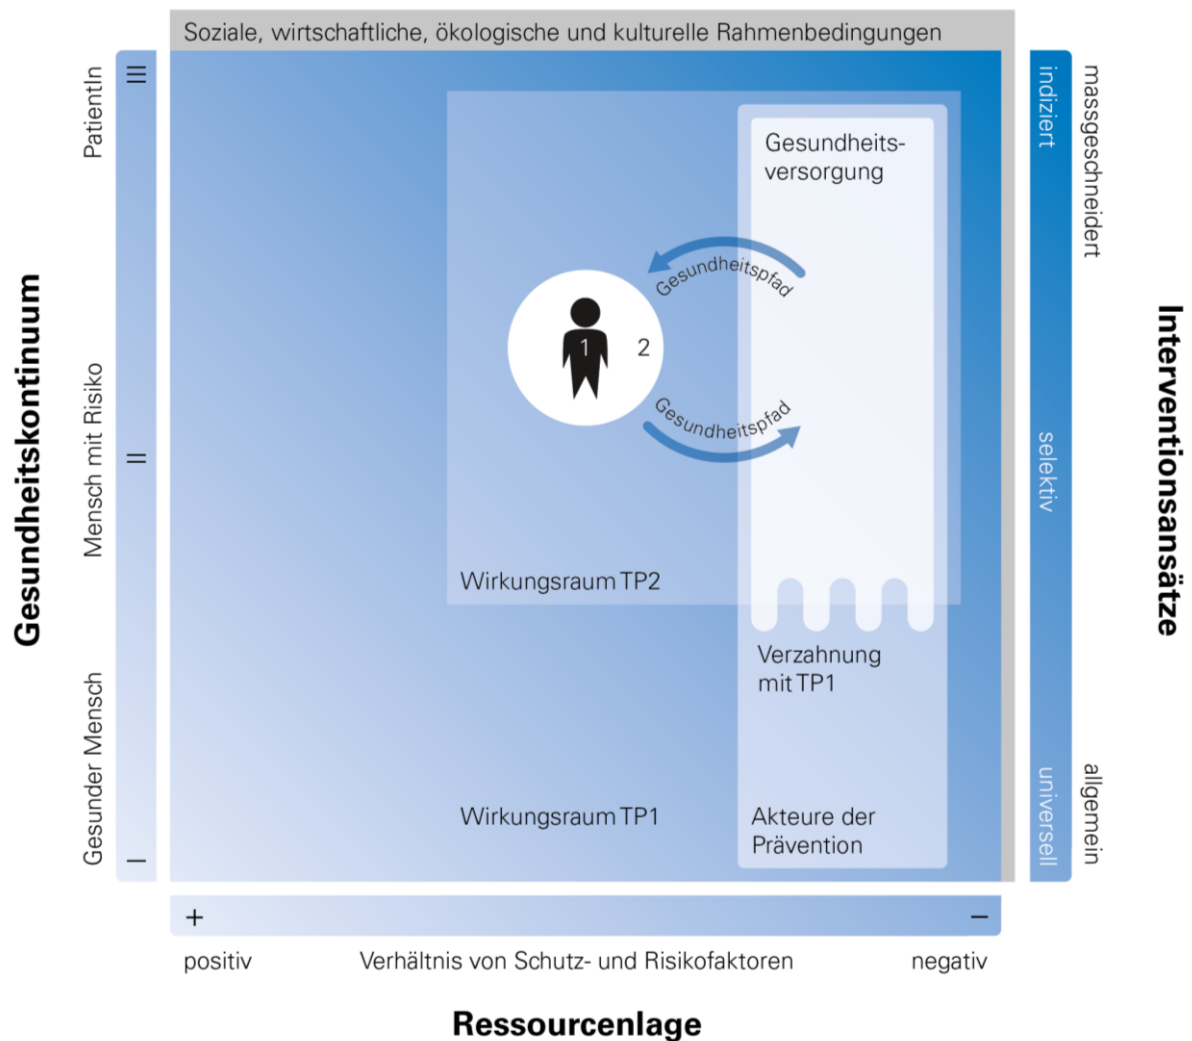 Soziale, wirtschaftliche, ökologische und kulturelle Rahmenbedingungen
Gesundheitskontinuum
PatientIn
III
Mensch mit Risiko
II
Gesunder Mensch
I
Gesundheits-
versorgung
Gesundheitspfad
1 2
Gesundheitspfad
Wirkungsraum TP2
Verzahnung
mit TP1
Wirkungsraum TP1
Akteure der
Prävention
indiziert
massgeschneidert
selektiv
universell
allgemein
Interventionsansätze
+ –
positiv Verhältnis von Schutz- und Risikofaktoren negativ
Ressourcenlage